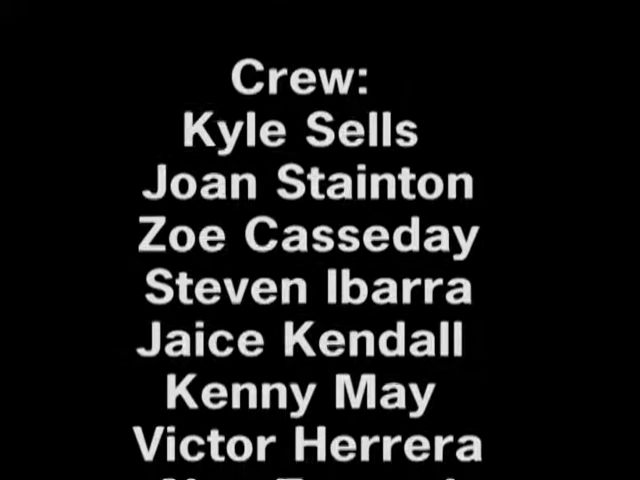 Crew:
Kyle Sells
Joan Stainton
Zoe Casseday
Steven Ibarra
Jaice Kendall
Kenny May
Victor Herrera